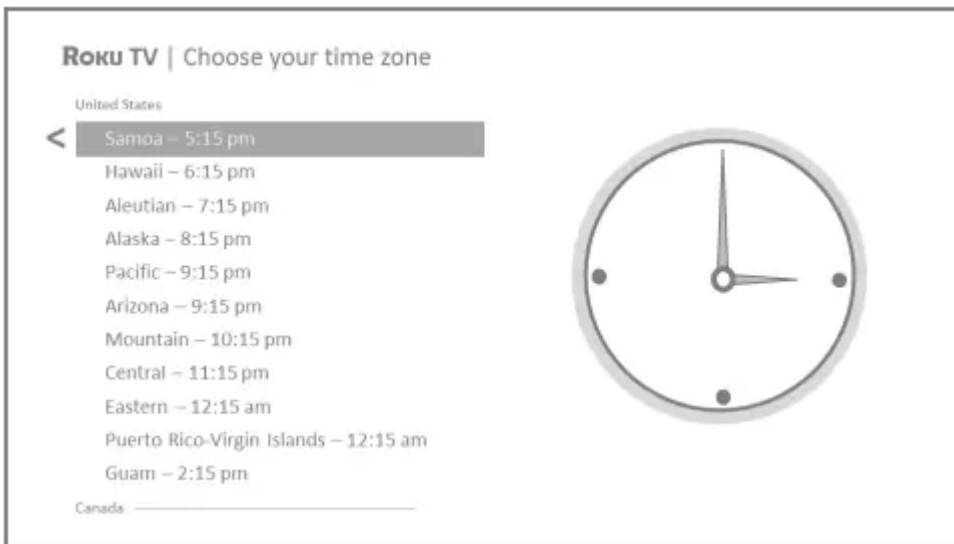 ROKU TV | Choose your time zone
United States
< Samoa – 5:15 pm
Hawaii – 6:15 pm
Aleutian – 7:15 pm
Alaska – 8:15 pm
Pacific – 9:15 pm
Arizona – 9:15 pm
Mountain – 10:15 pm
Central – 11:15 pm
Eastern – 12:15 am
Puerto Rico-Virgin Islands – 12:15 am
Guam – 2:15 pm
Canada